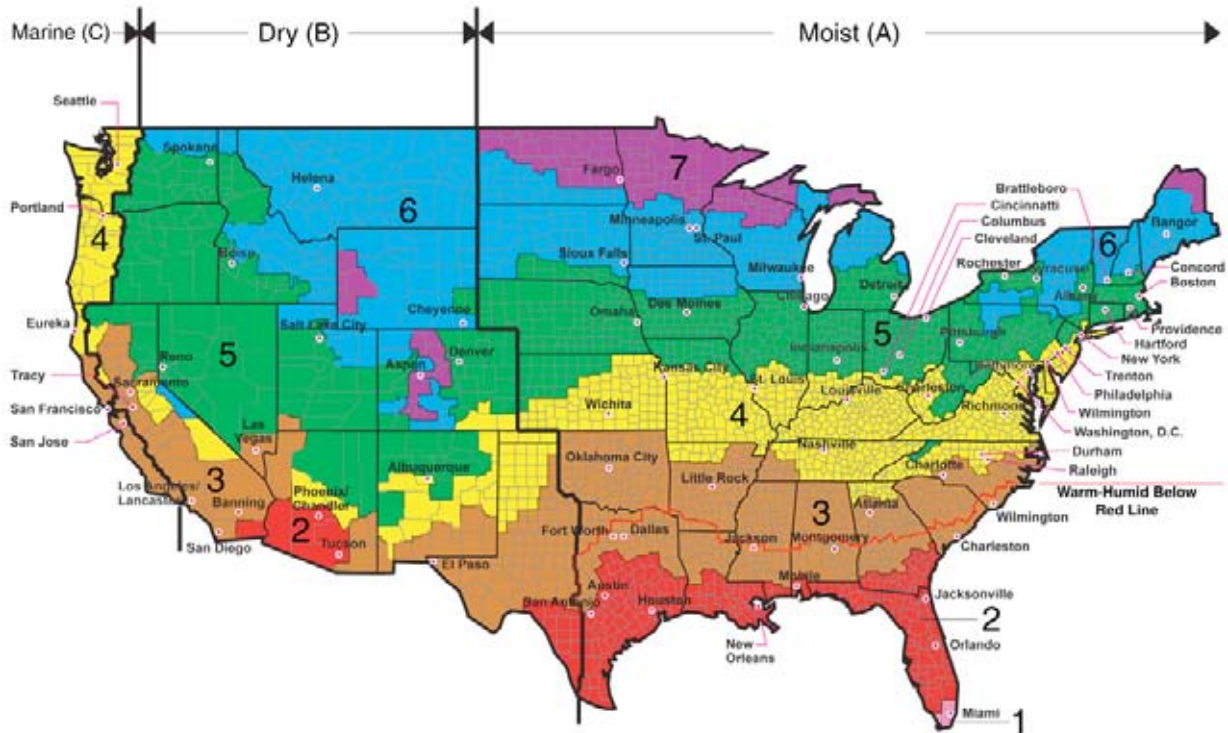 Marine (C)
Dry (B)
Moist (A)
Seattle
Spokane
Helena
Fargo
7
Portland
4
6
Minneapolis
St. Paul
Brattleboro
Cincinnati
Columbus
Cleveland
Bangor
6
Boise
Sioux Falls
Milwaukee
Rochester
Syracuse
Concord
Detroit
Albany
Boston
Cheyenne
Des Moines
Chicago
Eureka
Salt Lake City
Omaha
Providence
Pittsburgh
Hartford
5
5
New York
Reno
Aspen
Denver
Indianapolis
Trenton
Tracy
Kansas City
St. Louis
Baltimore
Philadelphia
Sacramento
Louisville
Charleston
Wilmington
San Francisco
Wichita
4
Richmond
Washington, D.C.
San Jose
Las
Vegas
Nashville
Durham
Albuquerque
Oklahoma City
Charlotte
Raleigh
3
Los Angeles/
Lancaster
Phoenix/
Chandler
Little Rock
Warm-Humid Below
Red Line
Banning
3
Atlanta
Wilmington
2
Fort Worth
Dallas
San Diego
Tucson
El Paso
Jackson
Montgomery
Charleston
Austin
Mobile
San Antonio
Houston
Jacksonville
2
New
Orleans
Orlando
Miami
1